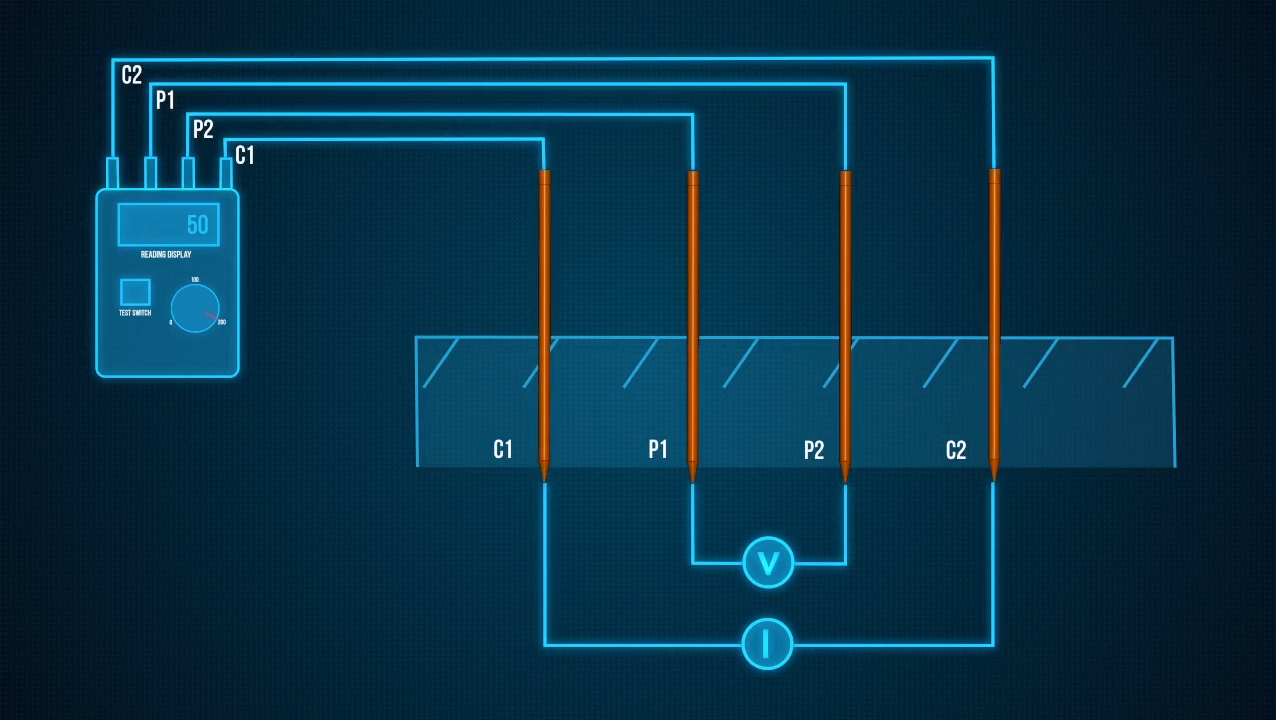 C2
P1
P2
C1
50
READING DISPLAY
100
TEST SWITCH
0
200
C1
P1
P2
C2
V
I